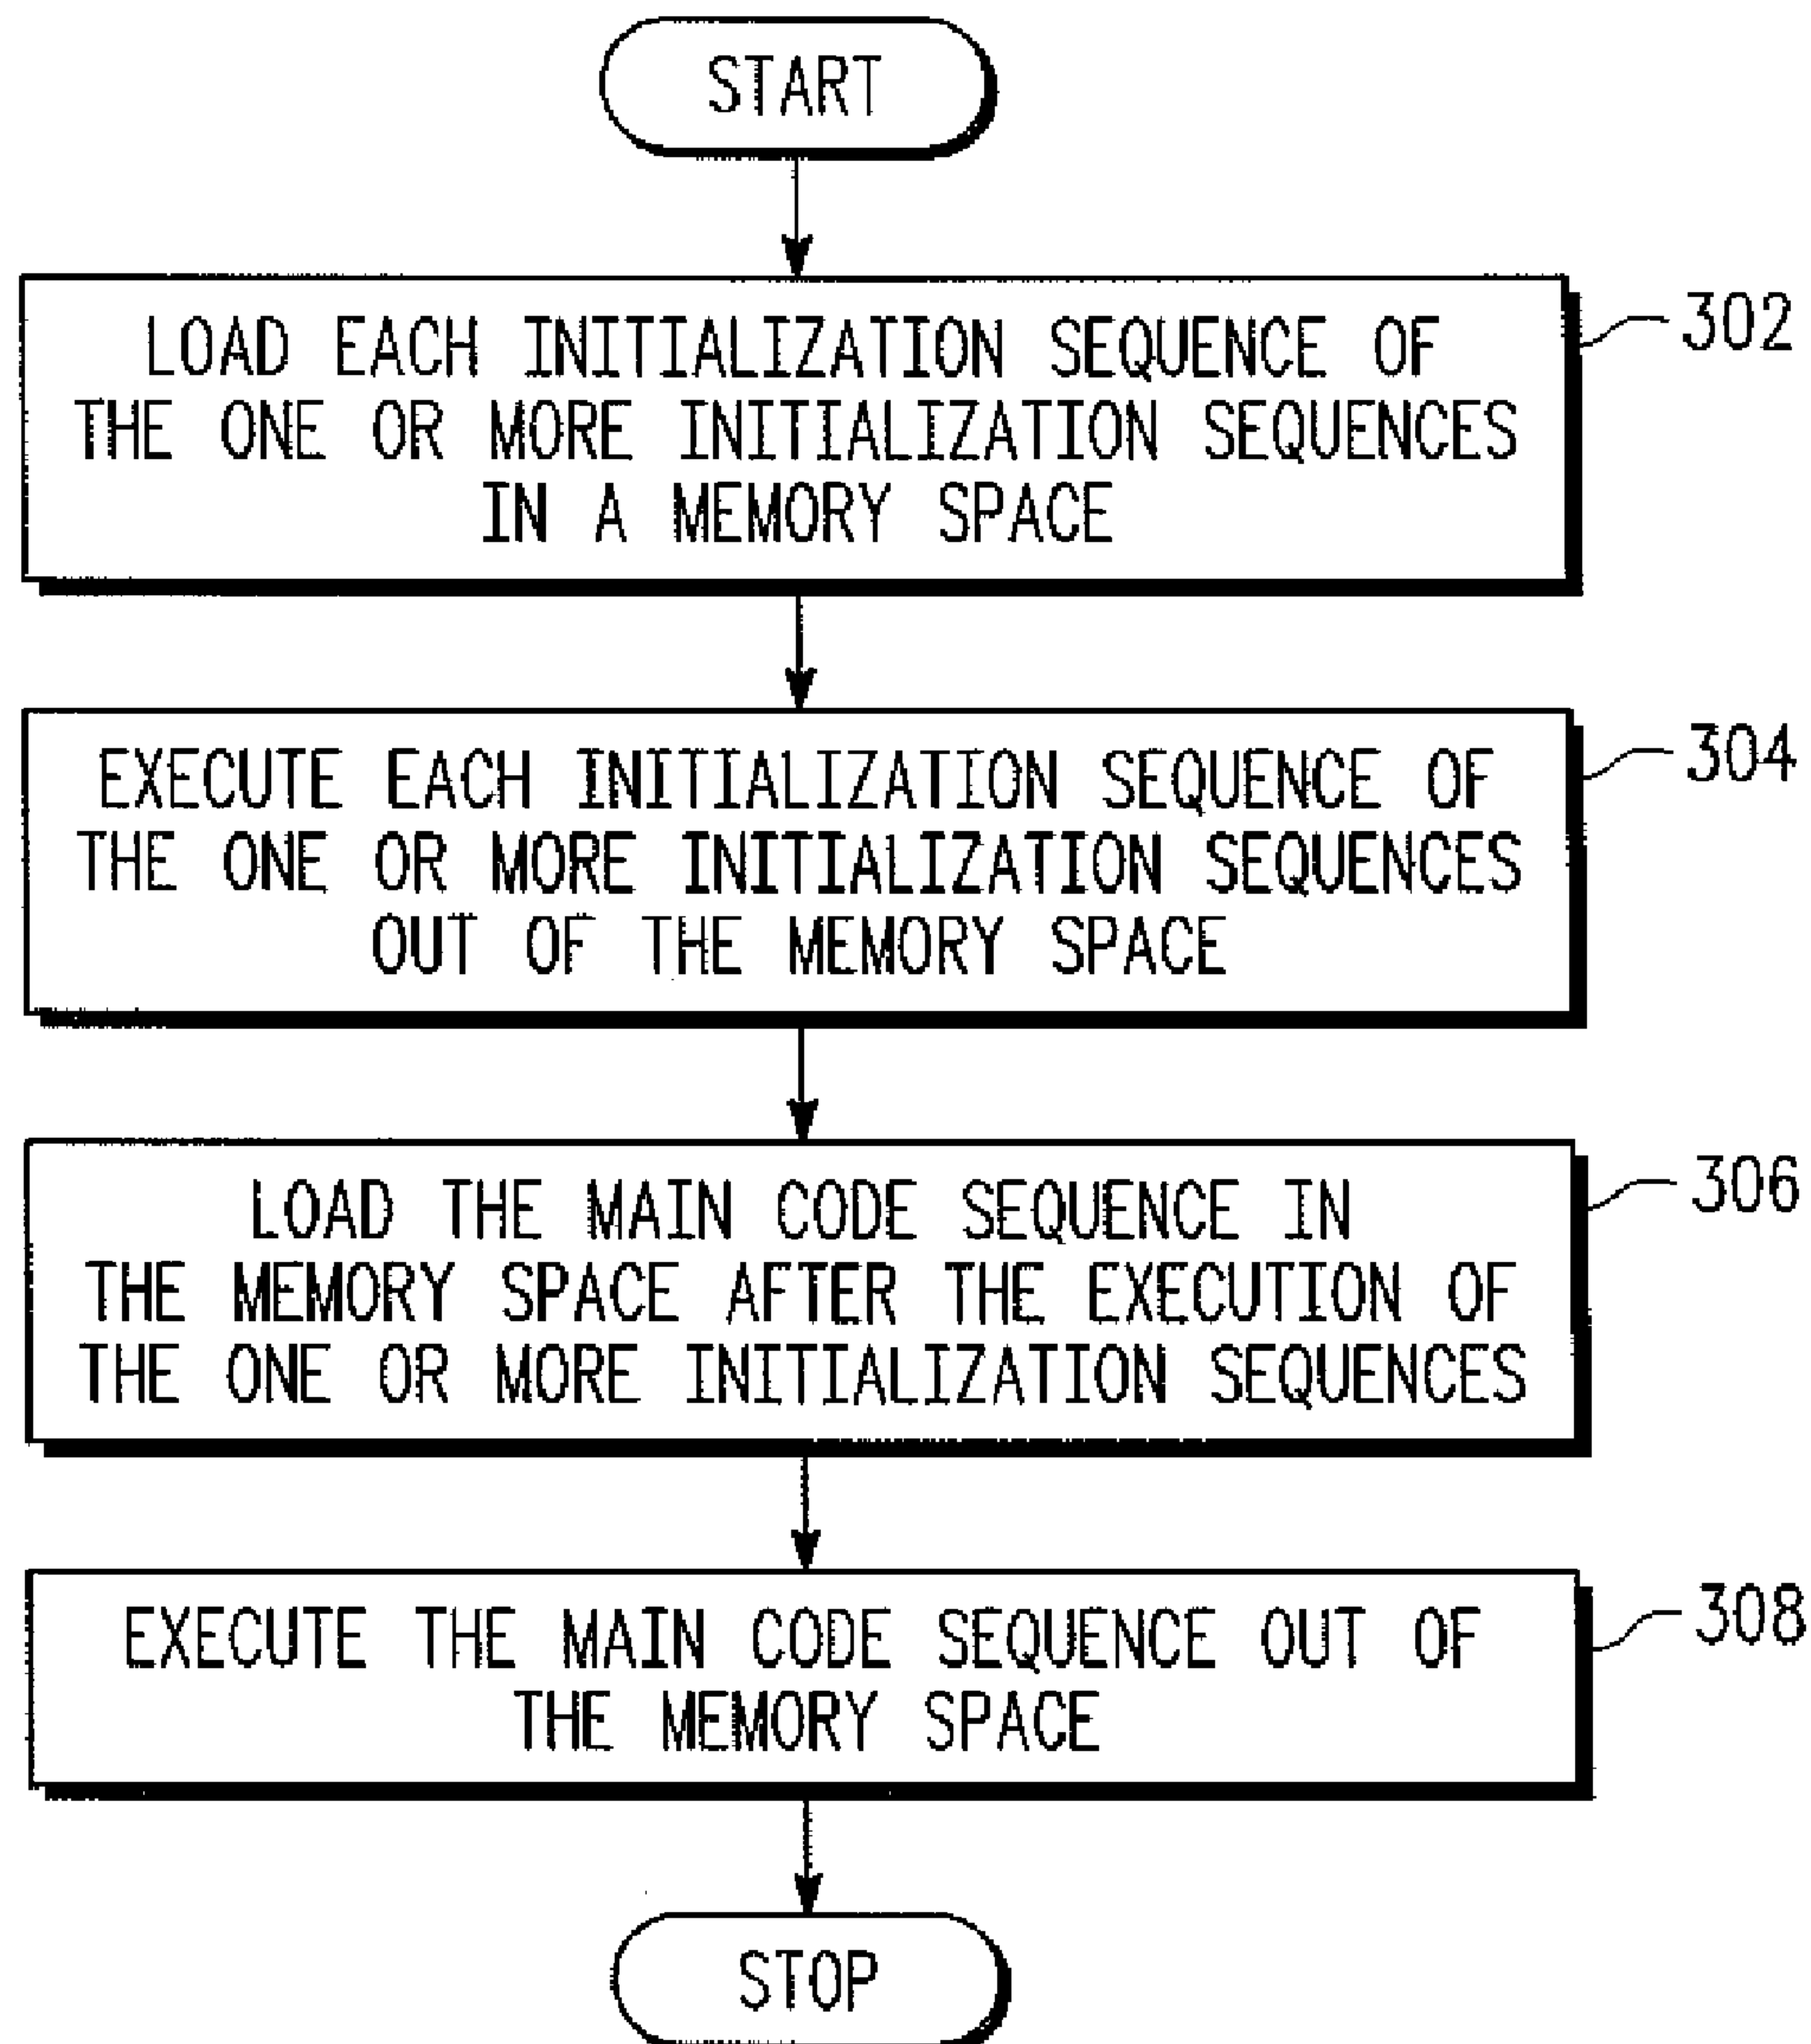 START
LOAD EACH INITIALIZATION SEQUENCE OF
THE ONE OR MORE INITIALIZATION SEQUENCES
IN A MEMORY SPACE
302
EXECUTE EACH INITIALIZATION SEQUENCE OF
THE ONE OR MORE INITIALIZATION SEQUENCES
OUT OF THE MEMORY SPACE
304
LOAD THE MAIN CODE SEQUENCE IN
THE MEMORY SPACE AFTER THE EXECUTION OF
THE ONE OR MORE INITIALIZATION SEQUENCES
306
EXECUTE THE MAIN CODE SEQUENCE OUT OF
THE MEMORY SPACE
308
STOP